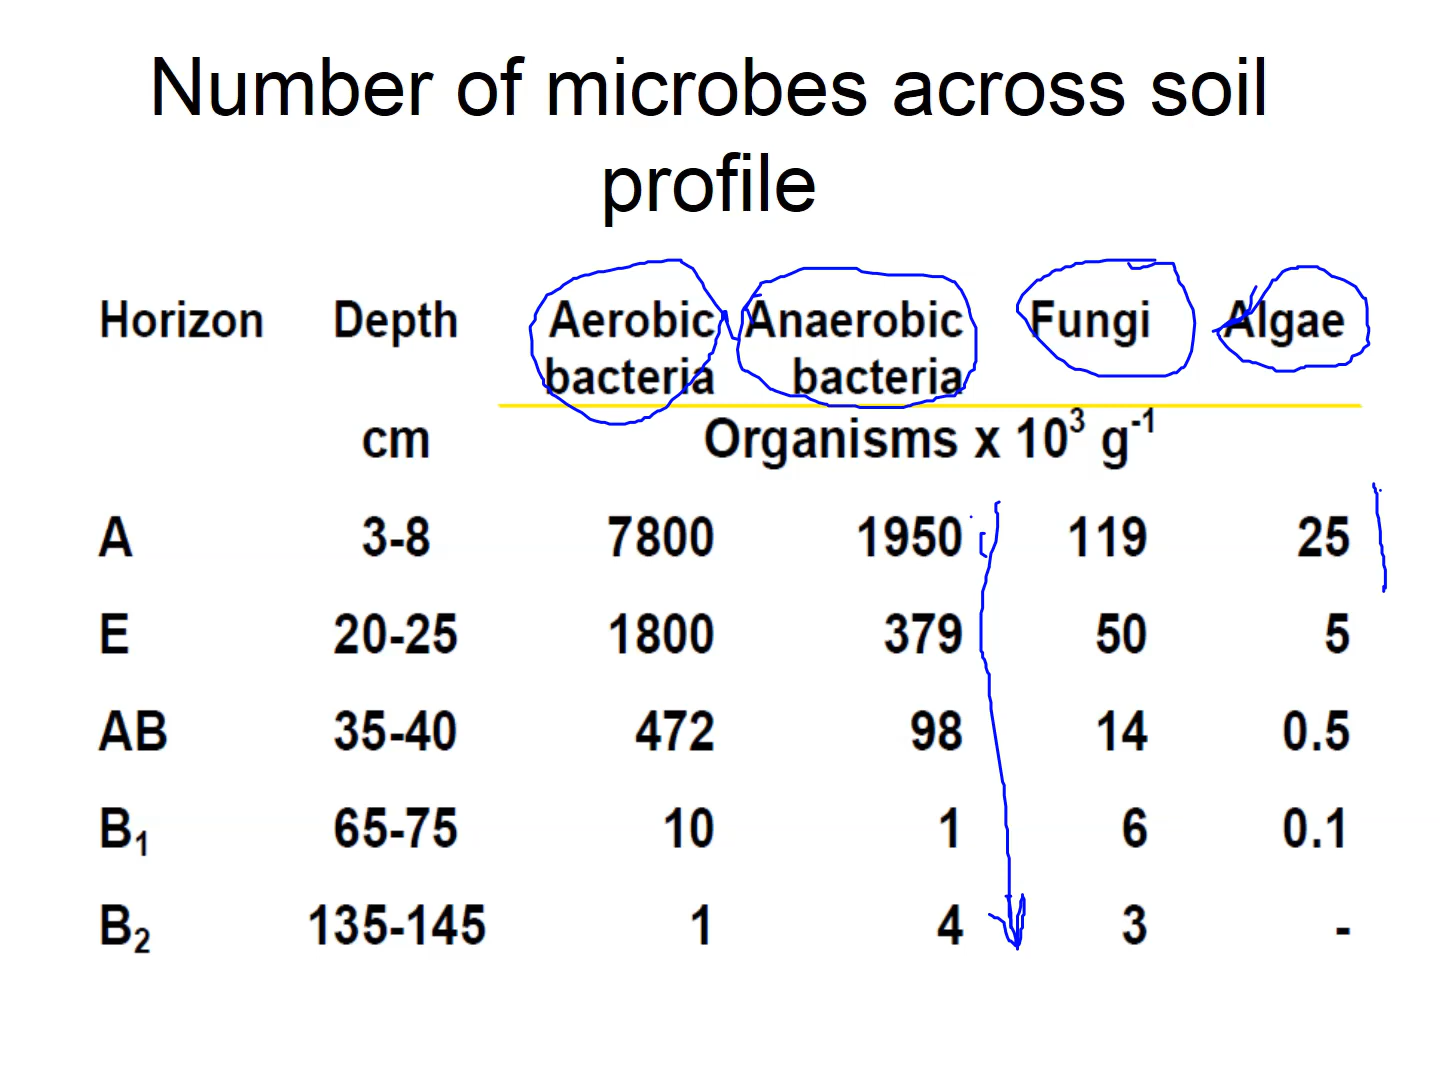 Number of microbes across soil
profile
Horizon Depth Aerobic Anaerobic Fungi Algae
bacteria bacteria
cm Organisms x 10³ g⁻¹
A 3-8 7800 1950 119 25
E 20-25 1800 379 50 5
AB 35-40 472 98 14 0.5
B₁ 65-75 10 1 6 0.1
B₂ 135-145 1 4 3 -